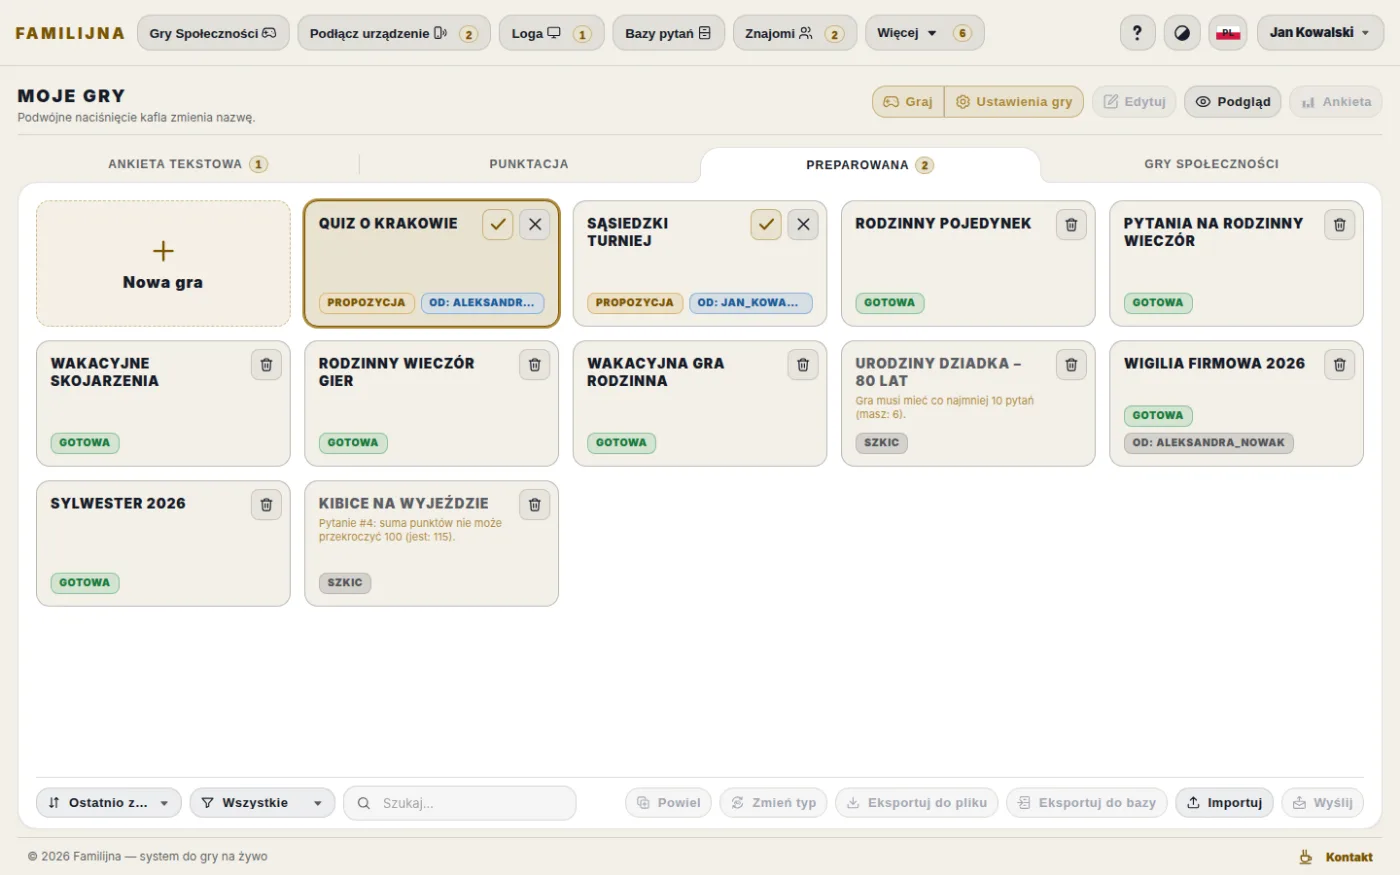 FAMILIJNA
Gry Społeczności
Podłącz urządzenie 2
Loga 1
Bazy pytań
Znajomi 2
Więcej 6
?
PL
Jan Kowalski
MOJE GRY
Podwójne naciśnięcie kafla zmienia nazwę.
Graj
Ustawienia gry
Edytuj
Podgląd
Ankieta
ANKIETA TEKSTOWA 1
PUNKTACJA
PREPAROWANA 2
GRY SPOŁECZNOŚCI
Nowa gra
QUIZ O KRAKOWIE
PROPOZYCJA
OD: ALEKSANDR...
SĄSIEDZKI
TURNIEJ
PROPOZYCJA
OD: JAN_KOWA...
RODZINNY POJEDYNEK
GOTOWA
PYTANIA NA RODZINNY
WIECZÓR
GOTOWA
WAKACYJNE
SKOJARZENIA
GOTOWA
RODZINNY WIECZÓR
GIER
GOTOWA
WAKACYJNA GRA
RODZINNA
GOTOWA
URODZINY DZIADKA –
80 LAT
Gra musi mieć co najmniej 10 pytań
(masz: 6).
SZKIC
WIGILIA FIRMOWA 2026
GOTOWA
OD: ALEKSANDRA_NOWAK
SYLWESTER 2026
GOTOWA
KIBICE NA WYJEŹDZIE
Pytanie #4: suma punktów nie może
przekroczyć 100 (jest: 115).
SZKIC
Ostatnio z...
Wszystkie
Szukaj...
Powiel
Zmień typ
Eksportuj do pliku
Eksportuj do bazy
Importuj
Wyślij
© 2026 Familijna — system do gry na żywo
Kontakt